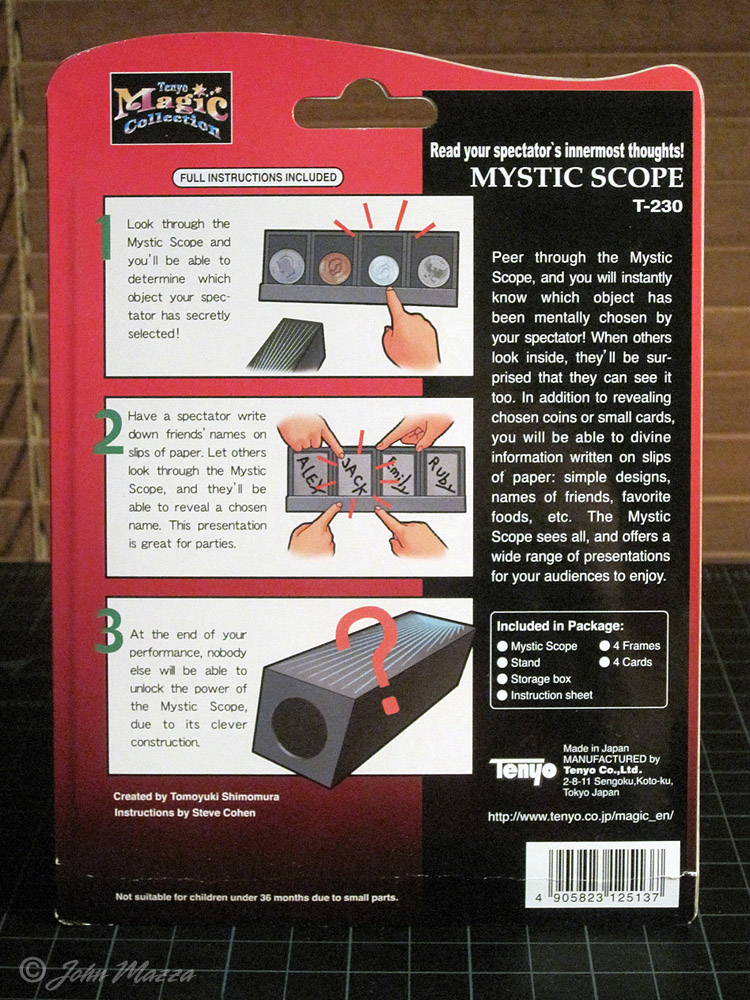 Tenyo
Magic
Collection
Read your spectator`s innermost thoughts!
MYSTIC SCOPE
T-230
FULL INSTRUCTIONS INCLUDED
1
Look through the
Mystic Scope and
you'll be able to
determine which
object your spec-
tator has secretly
selected!
2
Have a spectator write
down friends' names on
slips of paper. Let others
look through the Mystic
Scope, and they'll be
able to reveal a chosen
name. This presentation
is great for parties.
ALEX
JACK
Emily
RUBY
3
At the end of your
performance, nobody
else will be able to
unlock the power of
the Mystic Scope,
due to its clever
construction.
?
Created by Tomoyuki Shimomura
Instructions by Steve Cohen
Not suitable for children under 36 months due to small parts.
Peer through the Mystic
Scope, and you will instantly
know which object has
been mentally chosen by
your spectator! When others
look inside, they'll be sur-
prised that they can see it
too. In addition to revealing
chosen coins or small cards,
you will be able to divine
information written on slips
of paper: simple designs,
names of friends, favorite
foods, etc. The Mystic
Scope sees all, and offers a
wide range of presentations
for your audiences to enjoy.
Included in Package:
● Mystic Scope ● 4 Frames
● Stand ● 4 Cards
● Storage box
● Instruction sheet
Tenyo
Made in Japan
MANUFACTURED by
Tenyo Co.,Ltd.
2-8-11 Sengoku,Koto-ku,
Tokyo Japan
http://www.tenyo.co.jp/magic_en/
4 905823 125137
© John Mazza